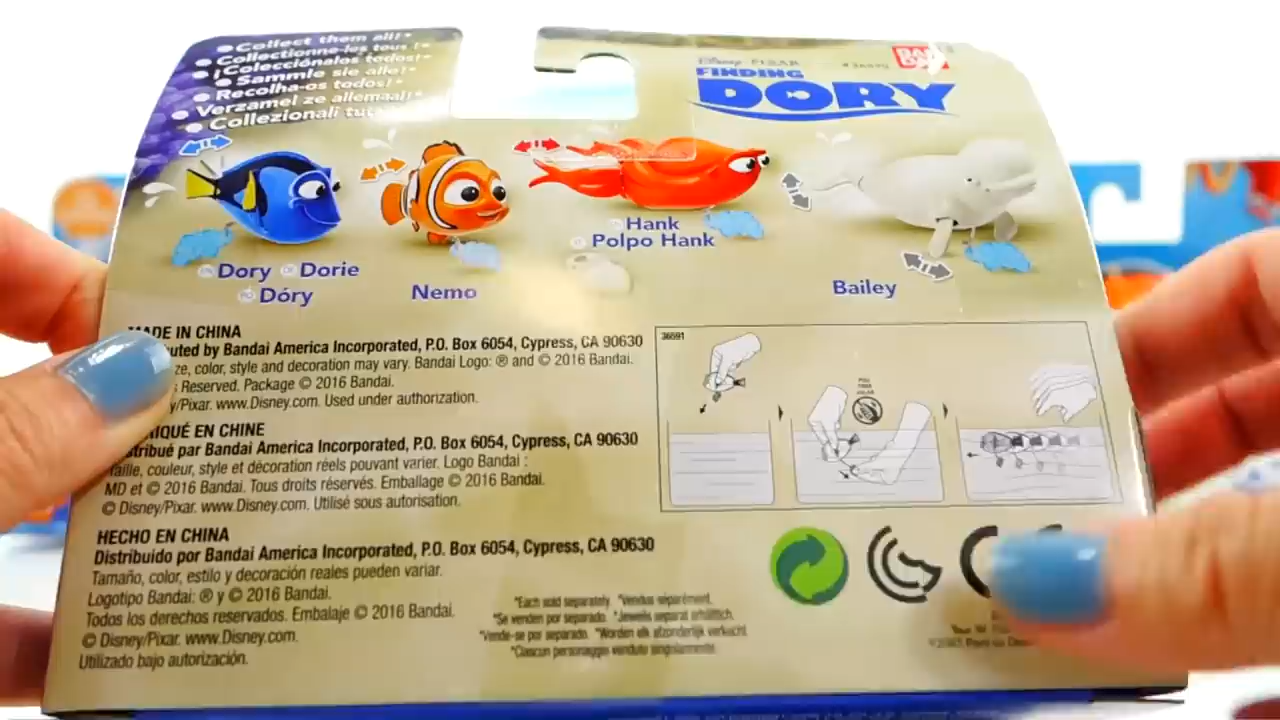 Collect them all!*
Collectionne-les tous !*
¡Colecciónalos todos!*
Sammle sie alle!*
Recolha-os todos!*
Verzamel ze allemaal!*
Collezionali
Disney PIXAR
FINDING
DORY
BAN
DAI
Dory Dorie
Dóry
Nemo
Hank
Polpo Hank
Bailey
MADE IN CHINA
by Bandai America Incorporated, P.O. Box 6054, Cypress, CA 90630
color, style and decoration may vary. Bandai Logo: ® and © 2016 Bandai.
Reserved. Package © 2016 Bandai.
/Pixar. www.Disney.com. Used under authorization.
EN CHINE
par Bandai America Incorporated, P.O. Box 6054, Cypress, CA 90630
Taille, couleur, style et décoration réels pouvant varier. Logo Bandai :
MD et © 2016 Bandai. Tous droits réservés. Emballage © 2016 Bandai.
© Disney/Pixar. www.Disney.com. Utilisé sous autorisation.
HECHO EN CHINA
Distribuido por Bandai America Incorporated, P.O. Box 6054, Cypress, CA 90630
Tamaño, color, estilo y decoración reales pueden variar.
Logotipo Bandai: ® y © 2016 Bandai.
Todos los derechos reservados. Embalaje © 2016 Bandai.
© Disney/Pixar. www.Disney.com.
Utilizado bajo autorización.
36591
*Each sold separately. *Vendus séparément.
*Se venden por separado. *Jeweils separat erhältlich.
*Vende-se por separado. *Worden elk afzonderlijk verkocht.
*Ciascun personaggio venduto singolarmente.